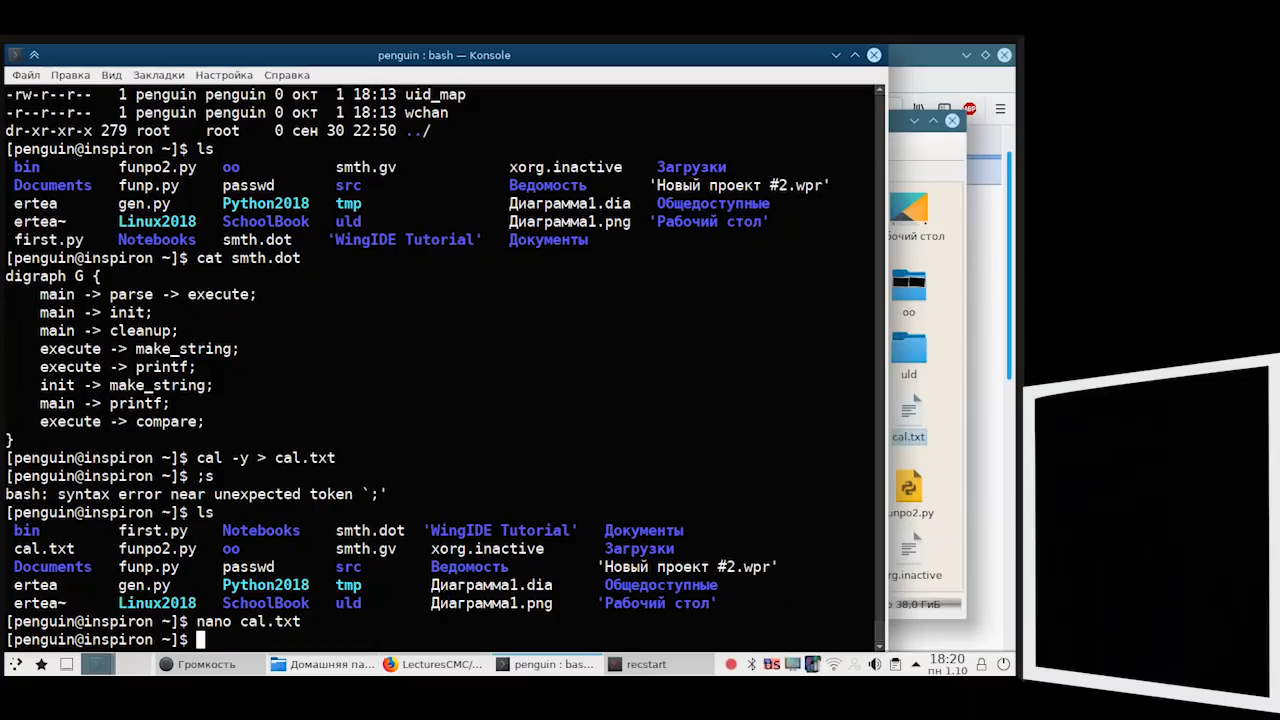 penguin : bash — Konsole
Файл Правка Вид Закладки Настройка Справка
-rw-r--r--   1 penguin penguin 0 окт  1 18:13 uid_map
-r--r--r--   1 penguin penguin 0 окт  1 18:13 wchan
dr-xr-xr-x 279 root    root    0 сен 30 22:50 ../
[penguin@inspiron ~]$ ls
bin funpo2.py oo smth.gv xorg.inactive Загрузки
Documents funp.py passwd src Ведомость 'Новый проект #2.wpr'
ertea gen.py Python2018 tmp Диаграмма1.dia Общедоступные
ertea~ Linux2018 SchoolBook uld Диаграмма1.png 'Рабочий стол'
first.py Notebooks smth.dot 'WingIDE Tutorial' Документы
[penguin@inspiron ~]$ cat smth.dot
digraph G {
    main -> parse -> execute;
    main -> init;
    main -> cleanup;
    execute -> make_string;
    execute -> printf;
    init -> make_string;
    main -> printf;
    execute -> compare;
}
[penguin@inspiron ~]$ cal -y > cal.txt
[penguin@inspiron ~]$ ;s
bash: syntax error near unexpected token `;'
[penguin@inspiron ~]$ ls
bin first.py Notebooks smth.dot 'WingIDE Tutorial' Документы
cal.txt funpo2.py oo smth.gv xorg.inactive Загрузки
Documents funp.py passwd src Ведомость 'Новый проект #2.wpr'
ertea gen.py Python2018 tmp Диаграмма1.dia Общедоступные
ertea~ Linux2018 SchoolBook uld Диаграмма1.png 'Рабочий стол'
[penguin@inspiron ~]$ nano cal.txt
[penguin@inspiron ~]$
ABP
бочий стол
oo
uld
cal.txt
unpo2.py
rg.inactive
о 38,0 ГиБ
Громкость
Домашняя па...
LecturesCMC/...
penguin : bas...
recstart
US
18:20
пн 1.10